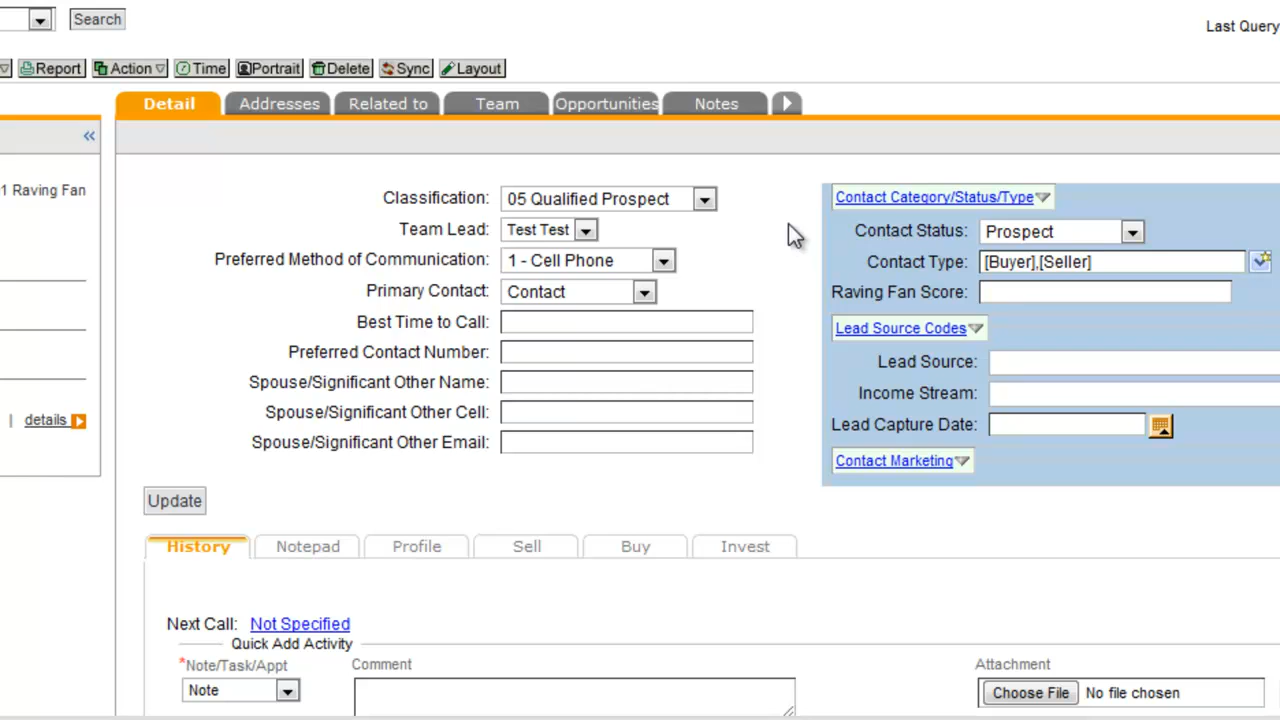 Search
Last Query
Report Action Time Portrait Delete Sync Layout
Detail Addresses Related to Team Opportunities Notes
«
1 Raving Fan
Classification: 05 Qualified Prospect
Team Lead: Test Test
Preferred Method of Communication: 1 - Cell Phone
Primary Contact: Contact
Best Time to Call:
Preferred Contact Number:
Spouse/Significant Other Name:
Spouse/Significant Other Cell:
Spouse/Significant Other Email:
Contact Category/Status/Type
Contact Status: Prospect
Contact Type: [Buyer],[Seller]
Raving Fan Score:
Lead Source Codes
Lead Source:
Income Stream:
Lead Capture Date:
Contact Marketing
| details
Update
History Notepad Profile Sell Buy Invest
Next Call: Not Specified
Quick Add Activity
*Note/Task/Appt Comment Attachment
Note Choose File No file chosen